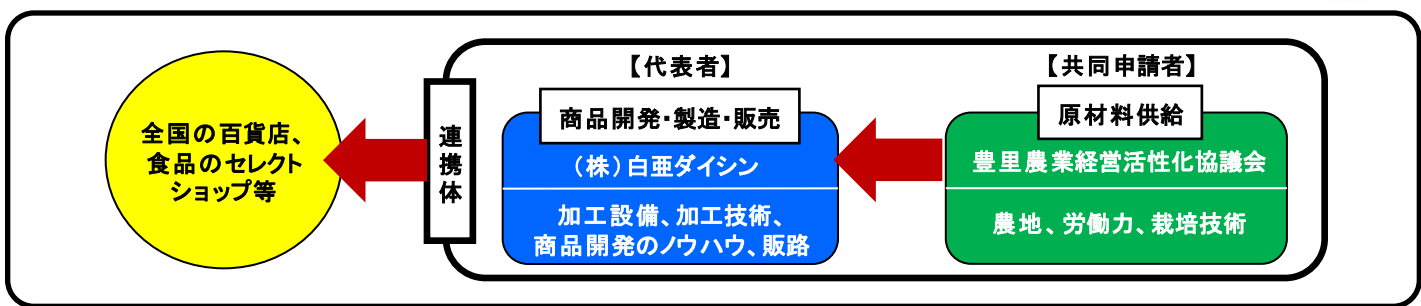 全国の百貨店、
食品のセレクト
ショップ等
連携体
【代表者】
商品開発・製造・販売
（株）白亜ダイシン
加工設備、加工技術、
商品開発のノウハウ、販路
【共同申請者】
原材料供給
豊里農業経営活性化協議会
農地、労働力、栽培技術